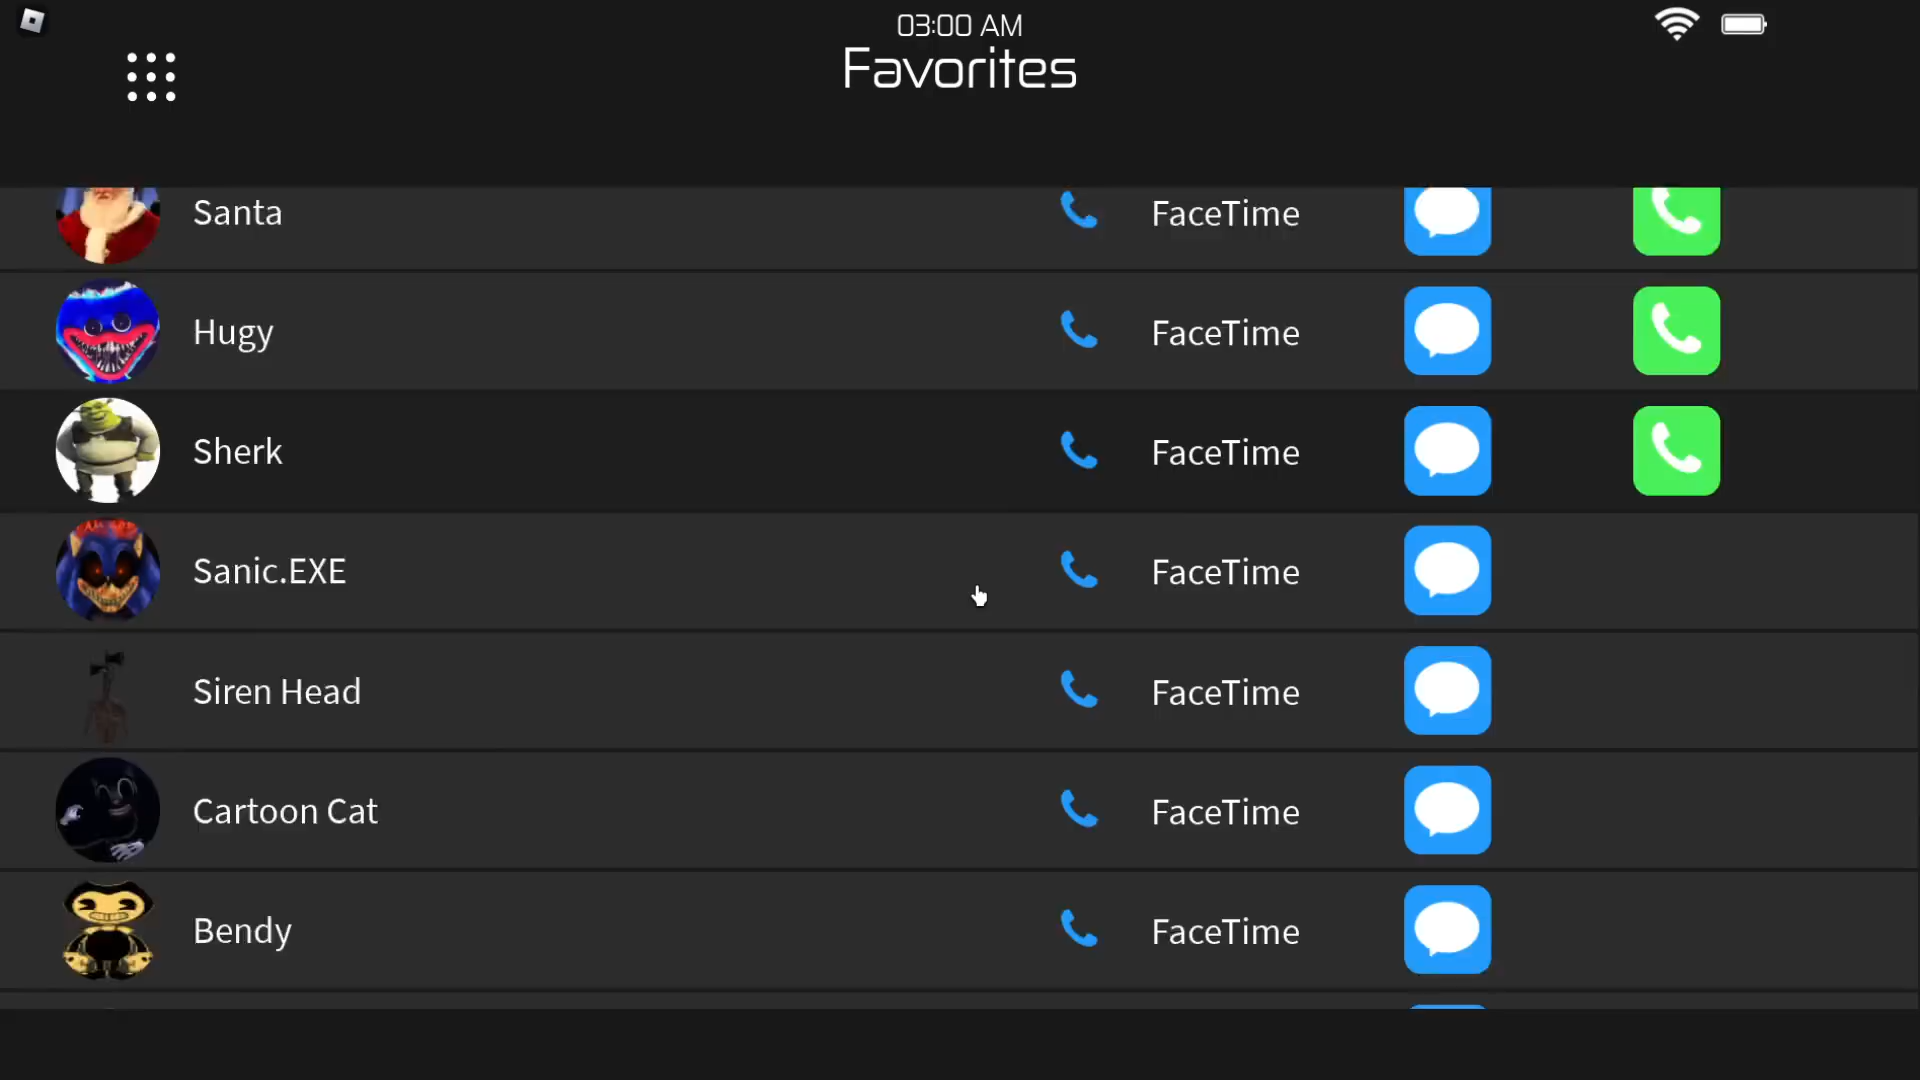 03:00 AM
Favorites
Santa FaceTime
Hugy FaceTime
Sherk FaceTime
Sanic.EXE FaceTime
Siren Head FaceTime
Cartoon Cat FaceTime
Bendy FaceTime